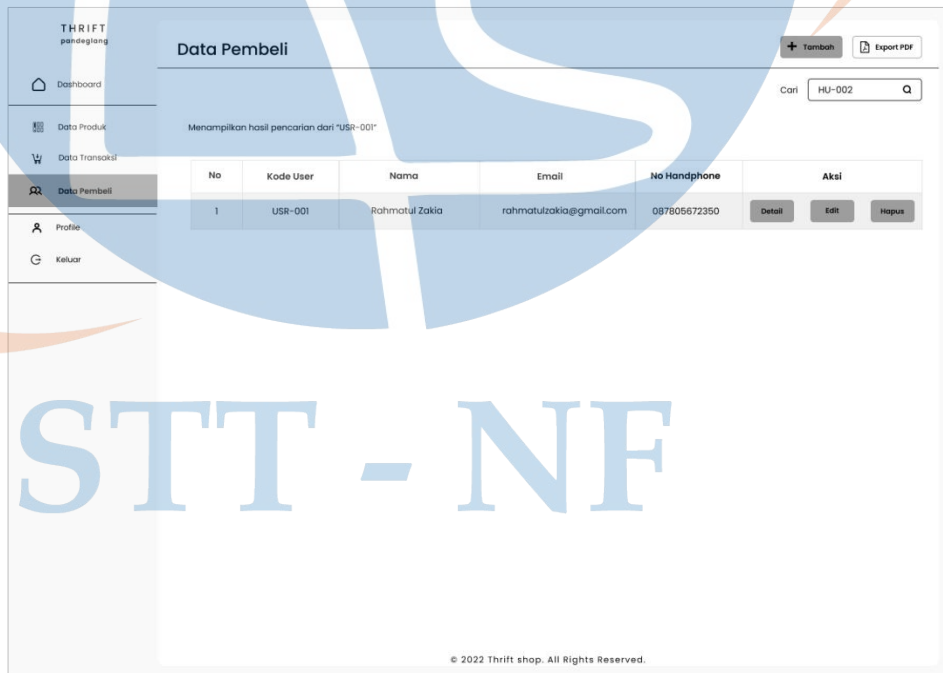 THRIFT
pandeglang
Dashboard
Data Produk
Data Transaksi
Data Pembeli
Profile
Keluar
Data Pembeli
Tambah
Export PDF
Cari HU-002
Menampilkan hasil pencarian dari "USR-001"
No Kode User Nama Email No Handphone Aksi
1 USR-001 Rahmatul Zakia rahmatulzakia@gmail.com 087805672350 Detail Edit Hapus
STT - NF
© 2022 Thrift shop. All Rights Reserved.